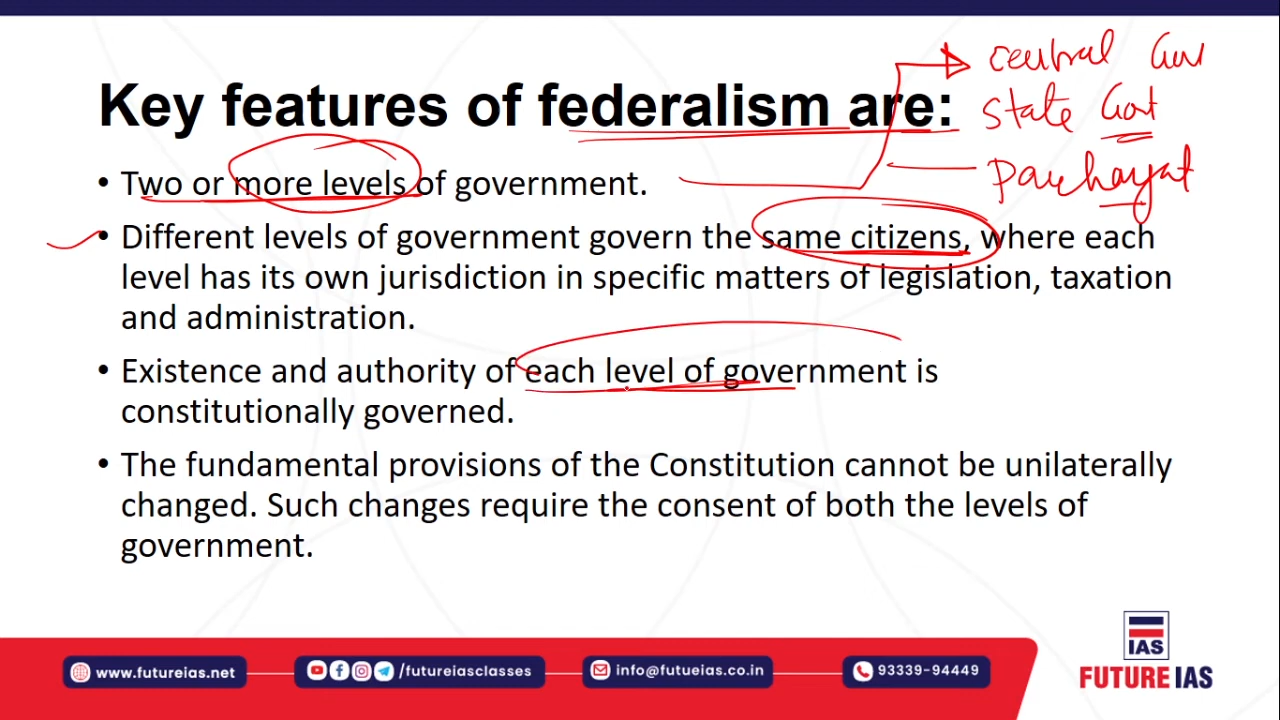 central Gov
Key features of federalism are:
State Govt
• Two or more levels of government.
Panchayat
• Different levels of government govern the same citizens, where each
level has its own jurisdiction in specific matters of legislation, taxation
and administration.
• Existence and authority of each level of government is
constitutionally governed.
• The fundamental provisions of the Constitution cannot be unilaterally
changed. Such changes require the consent of both the levels of
government.
IAS
FUTURE IAS
www.futureias.net
/futureiasclasses
info@futueias.co.in
93339-94449